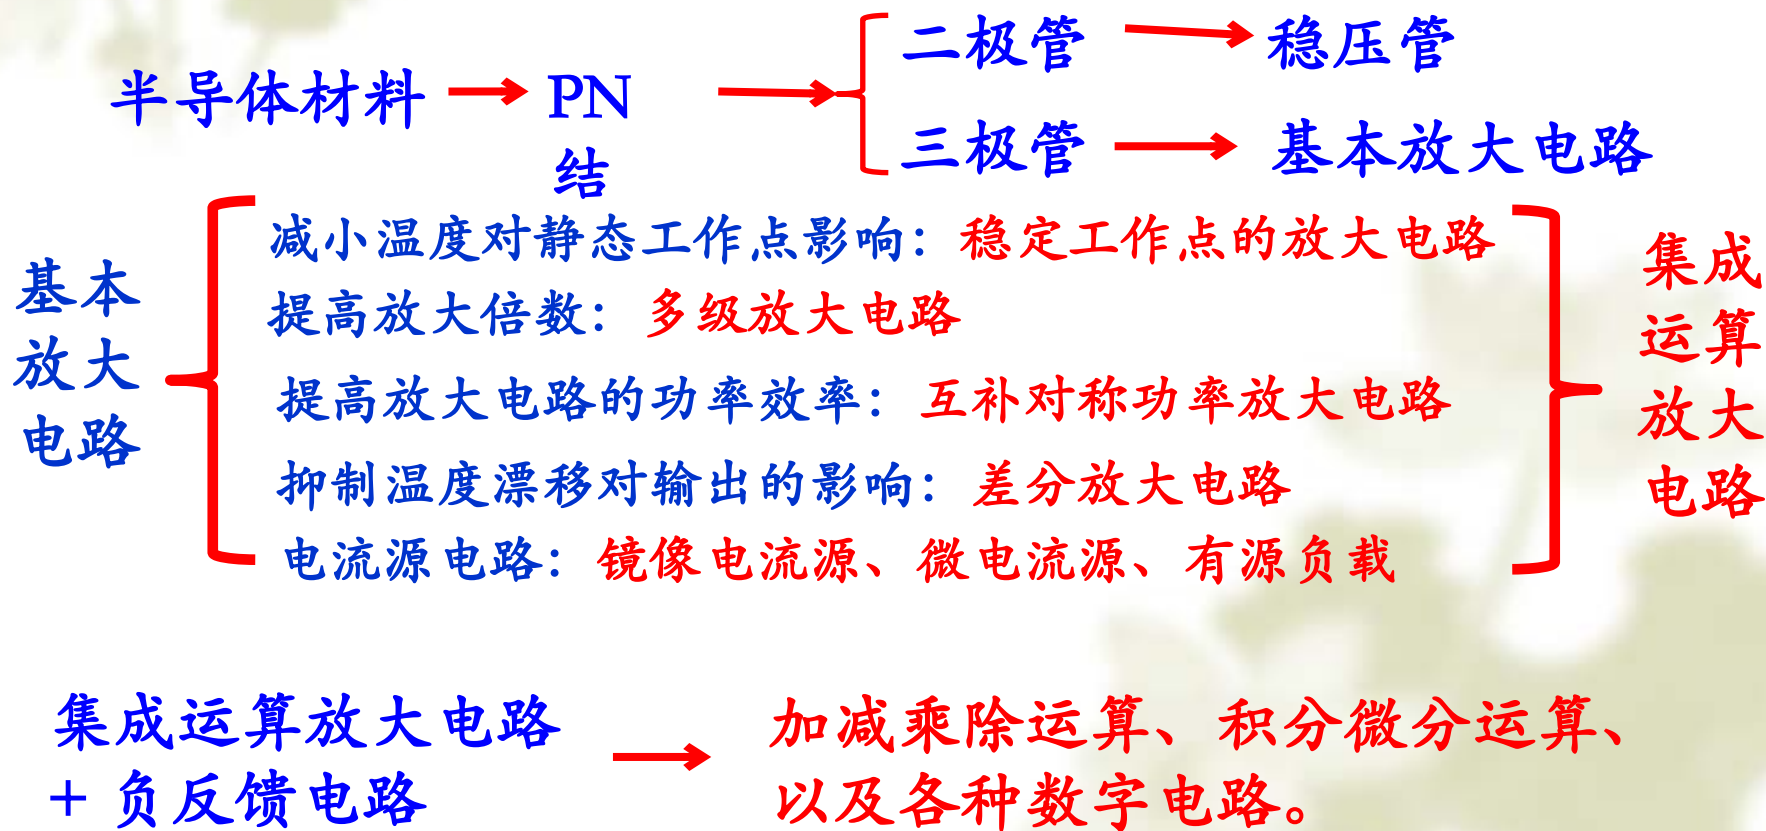 二极管 稳压管
半导体材料 PN
结
三极管 基本放大电路
基本
放大
电路
减小温度对静态工作点影响：稳定工作点的放大电路
提高放大倍数：多级放大电路
提高放大电路的功率效率：互补对称功率放大电路
抑制温度漂移对输出的影响：差分放大电路
电流源电路：镜像电流源、微电流源、有源负载
集成
运算
放大
电路
集成运算放大电路
+ 负反馈电路
加减乘除运算、积分微分运算、
以及各种数字电路。